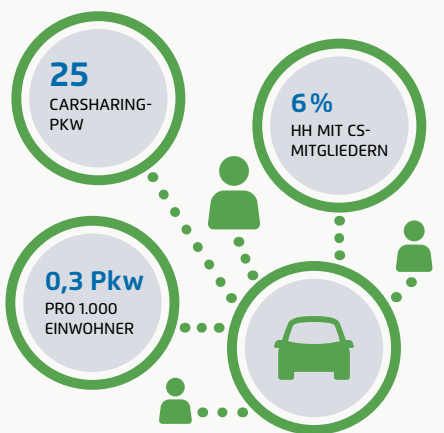 25
CARSHARING-
PKW
6 %
HH MIT CS-
MITGLIEDERN
0,3 Pkw
PRO 1.000
EINWOHNER